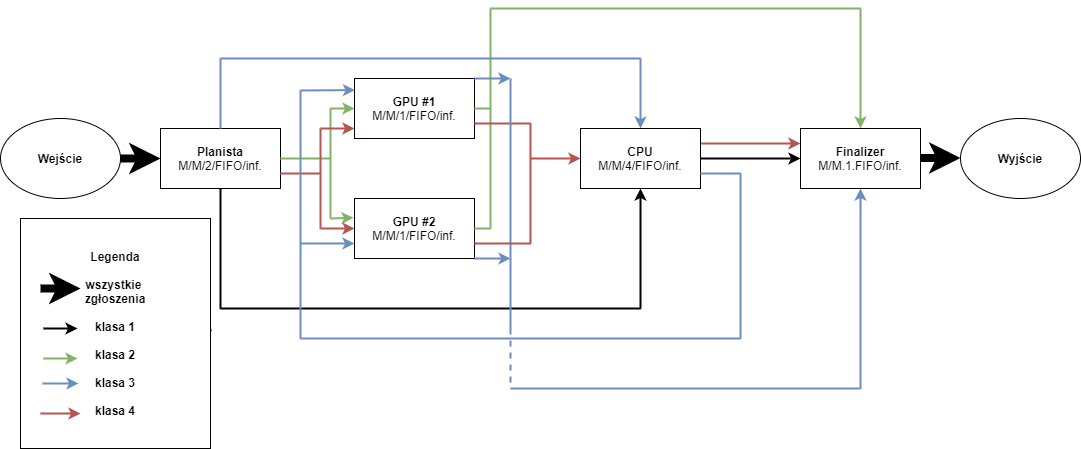 Wejście
Planista
M/M/2/FIFO/inf.
GPU #1
M/M/1/FIFO/inf.
GPU #2
M/M/1/FIFO/inf.
CPU
M/M/4/FIFO/inf.
Finalizer
M/M.1.FIFO/inf.
Wyjście
Legenda
wszystkie
zgłoszenia
klasa 1
klasa 2
klasa 3
klasa 4